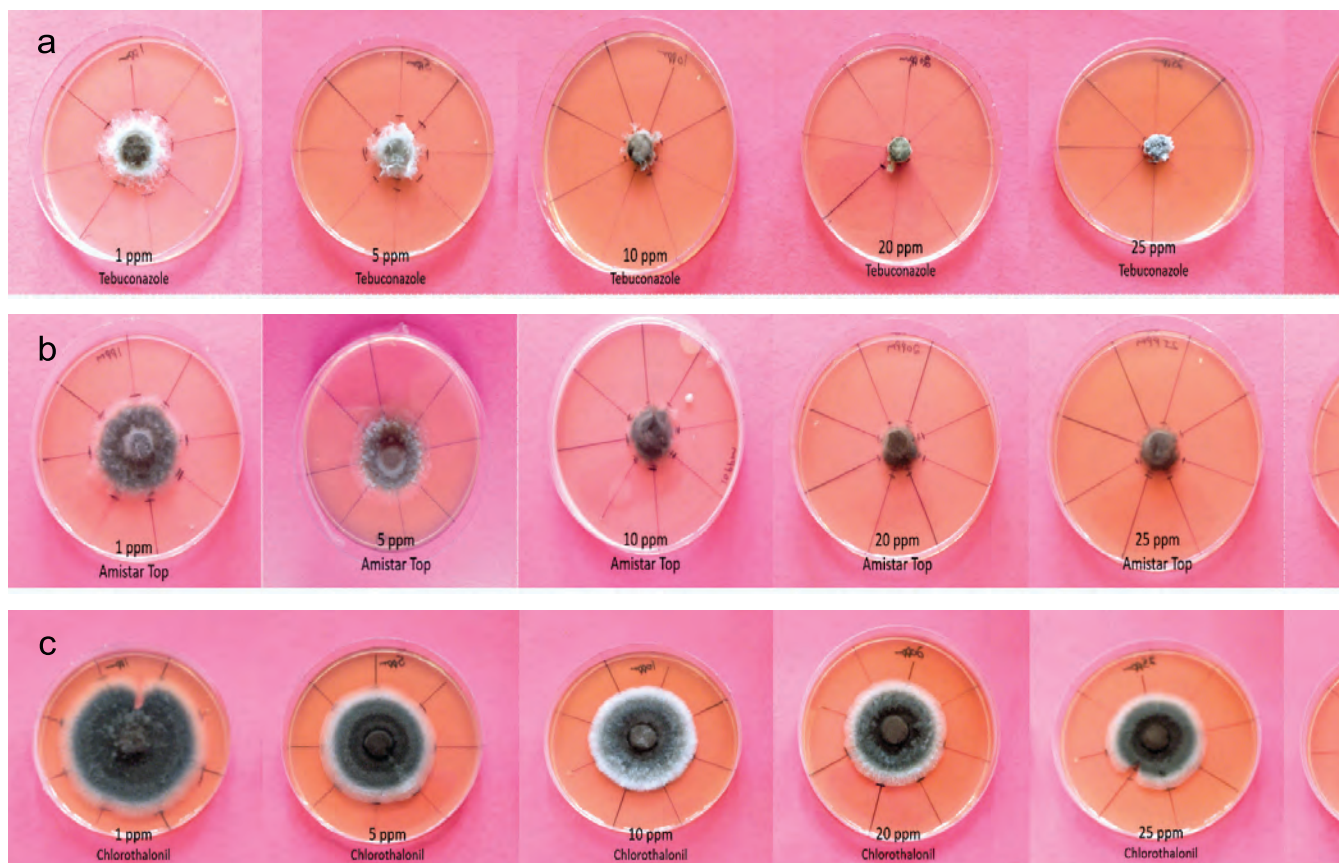 a
1 ppm
Tebuconazole
5 ppm
Tebuconazole
10 ppm
Tebuconazole
20 ppm
Tebuconazole
25 ppm
Tebuconazole
b
1 ppm
Amistar Top
5 ppm
Amistar Top
10 ppm
Amistar Top
20 ppm
Amistar Top
25 ppm
Amistar Top
c
1 ppm
Chlorothalonil
5 ppm
Chlorothalonil
10 ppm
Chlorothalonil
20 ppm
Chlorothalonil
25 ppm
Chlorothalonil